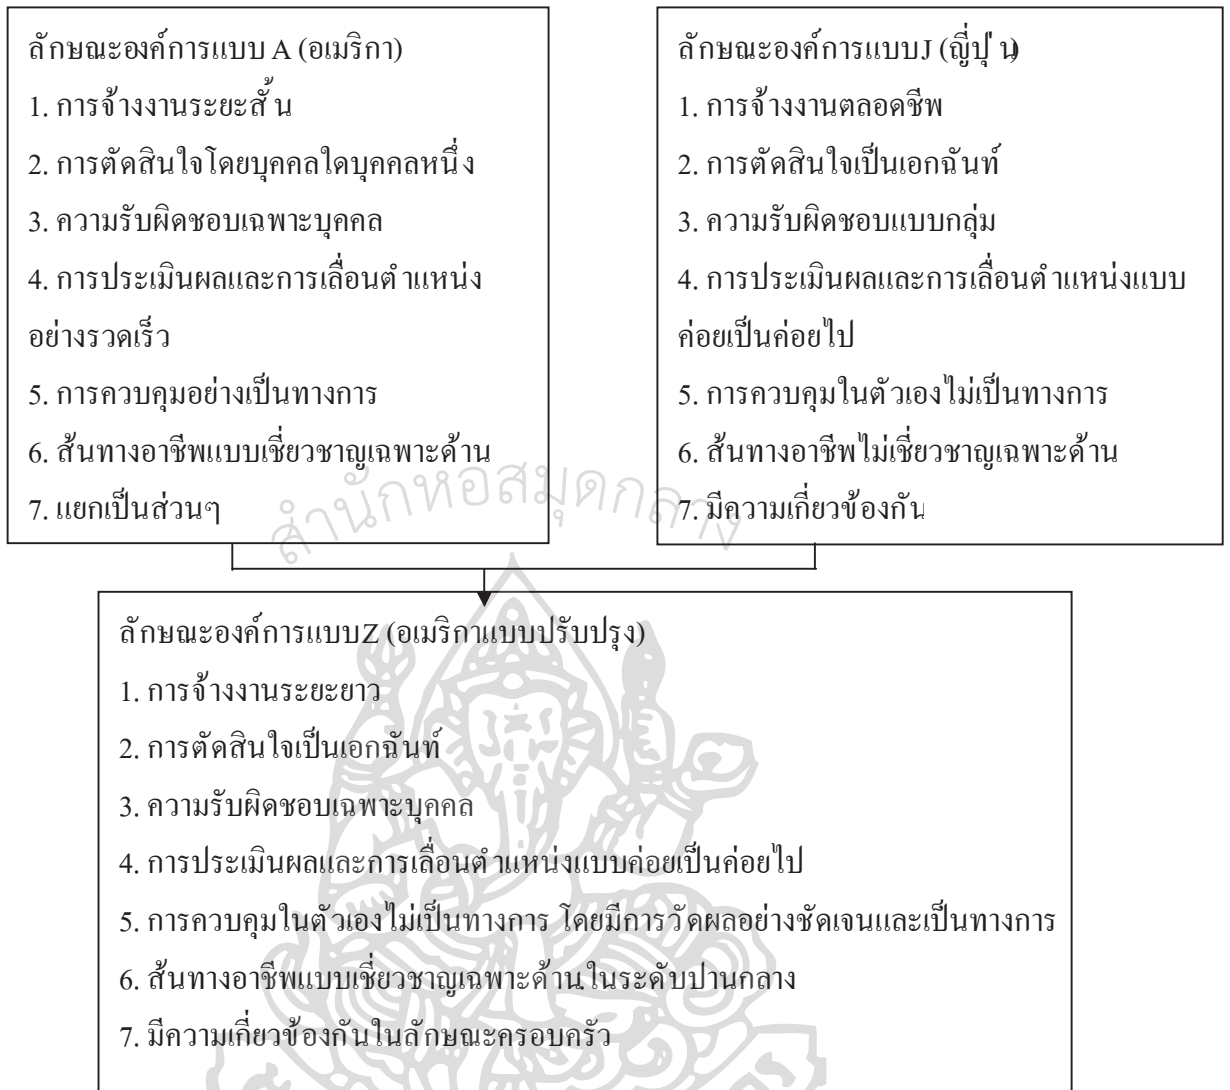 ลักษณะองค์การแบบ A (อเมริกา)
1. การจ้างงานระยะสั้น
2. การตัดสินใจโดยบุคคลใดบุคคลหนึ่ง
3. ความรับผิดชอบเฉพาะบุคคล
4. การประเมินผลและการเลื่อนตำแหน่ง
อย่างรวดเร็ว
5. การควบคุมอย่างเป็นทางการ
6. ส้นทางอาชีพแบบเชี่ยวชาญเฉพาะด้าน
7. แยกเป็นส่วนๆ
ลักษณะองค์การแบบJ (ญี่ปุ่น)
1. การจ้างงานตลอดชีพ
2. การตัดสินใจเป็นเอกฉันท์
3. ความรับผิดชอบแบบกลุ่ม
4. การประเมินผลและการเลื่อนตำแหน่งแบบ
ค่อยเป็นค่อยไป
5. การควบคุมในตัวเองไม่เป็นทางการ
6. ส้นทางอาชีพไม่เชี่ยวชาญเฉพาะด้าน
7. มีความเกี่ยวข้องกัน
สำนักหอสมุดกลาง
ลักษณะองค์การแบบZ (อเมริกาแบบปรับปรุง)
1. การจ้างงานระยะยาว
2. การตัดสินใจเป็นเอกฉันท์
3. ความรับผิดชอบเฉพาะบุคคล
4. การประเมินผลและการเลื่อนตำแหน่งแบบค่อยเป็นค่อยไป
5. การควบคุมในตัวเองไม่เป็นทางการ โดยมีการวัดผลอย่างชัดเจนและเป็นทางการ
6. ส้นทางอาชีพแบบเชี่ยวชาญเฉพาะด้านในระดับปานกลาง
7. มีความเกี่ยวข้องกันในลักษณะครอบครัว